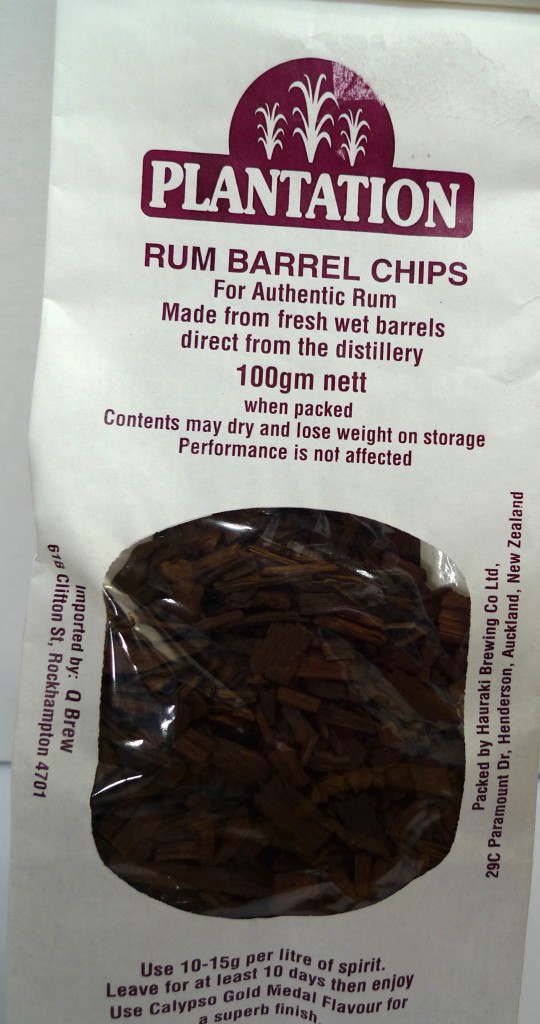 PLANTATION
RUM BARREL CHIPS
For Authentic Rum
Made from fresh wet barrels
direct from the distillery
100gm nett
when packed
Contents may dry and lose weight on storage
Performance is not affected
Imported by: Q Brew
61B Clifton St, Rockhampton 4701
Packed by Hauraki Brewing Co Ltd,
29C Paramount Dr, Henderson, Auckland, New Zealand
Use 10-15g per litre of spirit.
Leave for at least 10 days then enjoy
Use Calypso Gold Medal Flavour for
a superb finish.